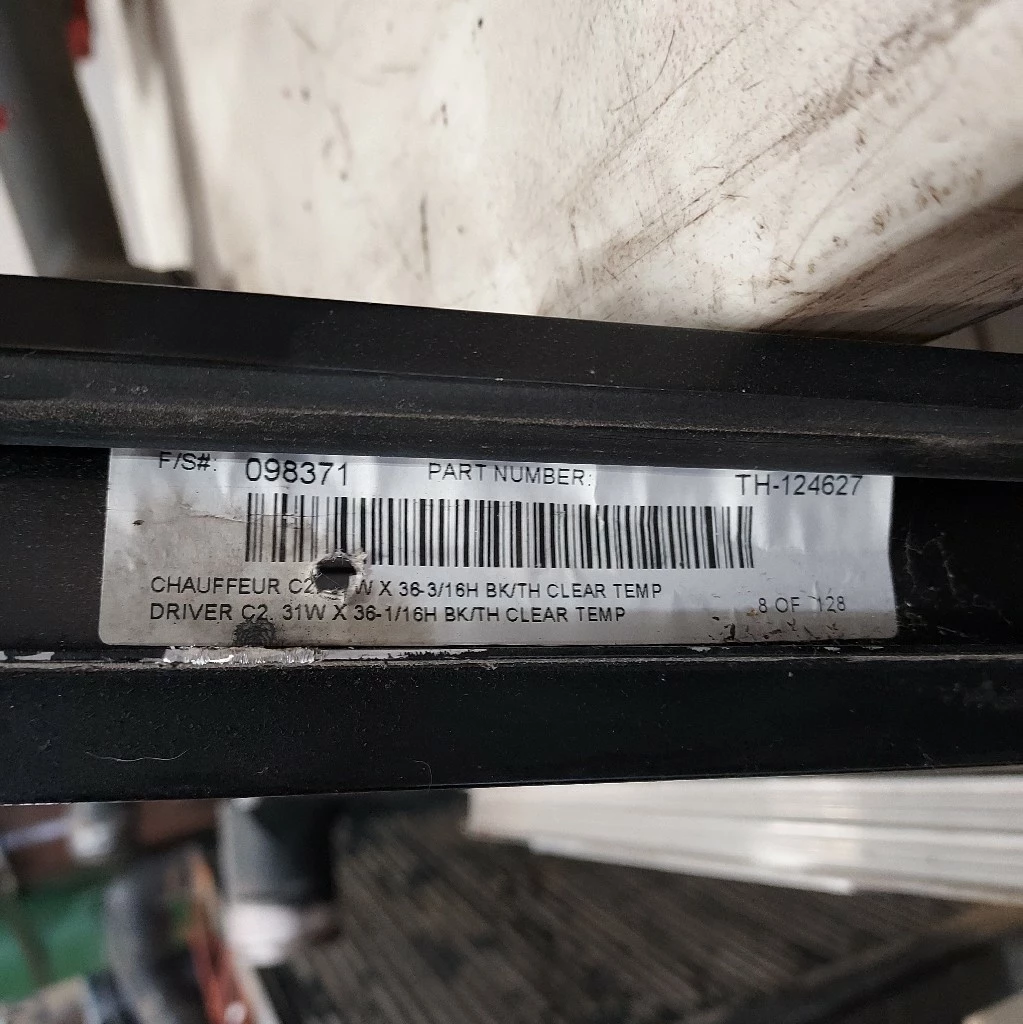 F/S#: 098371 PART NUMBER: TH-124627
CHAUFFEUR C2 W X 36-3/16H BK/TH CLEAR TEMP
DRIVER C2. 31W X 36-1/16H BK/TH CLEAR TEMP
8 OF 128